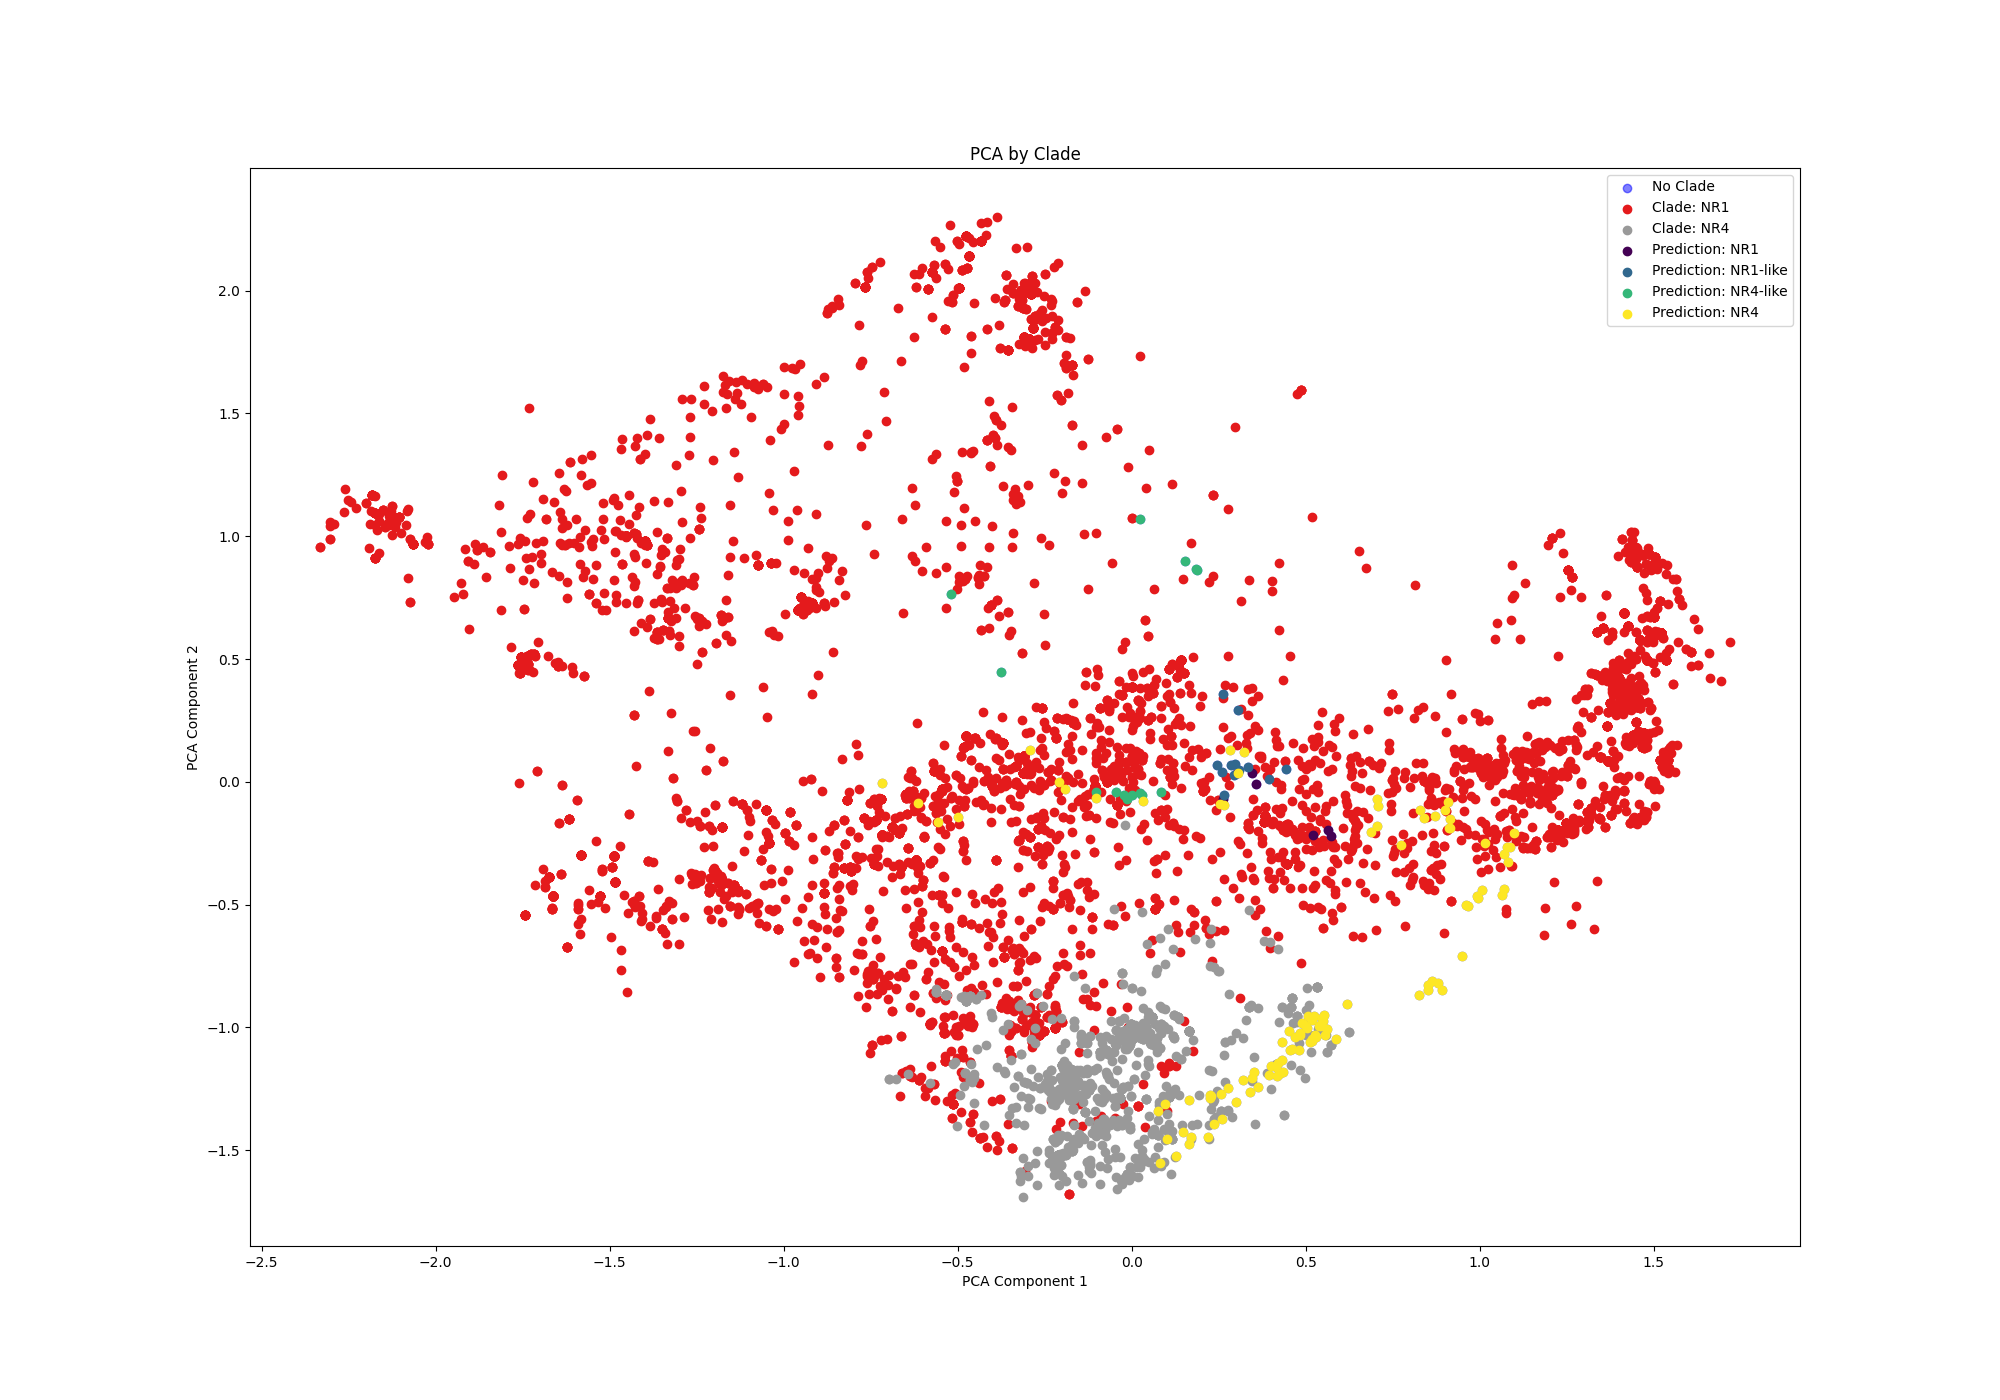 PCA by Clade
No Clade
Clade: NR1
Clade: NR4
Prediction: NR1
Prediction: NR1-like
Prediction: NR4-like
Prediction: NR4
PCA Component 2
2.0
1.5
1.0
0.5
0.0
−0.5
−1.0
−1.5
−2.5 −2.0 −1.5 −1.0 −0.5 0.0 0.5 1.0 1.5
PCA Component 1